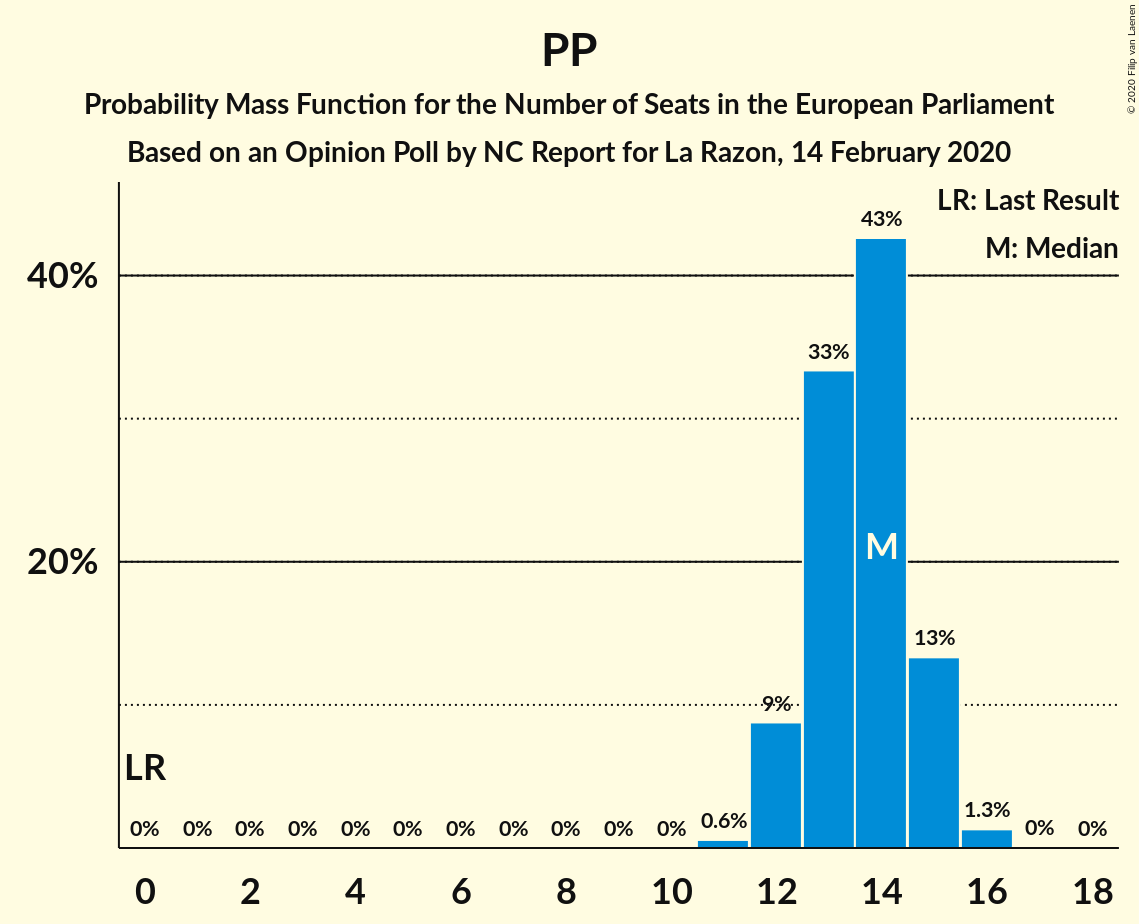 PP
Probability Mass Function for the Number of Seats in the European Parliament
Based on an Opinion Poll by NC Report for La Razon, 14 February 2020
© 2020 Filip van Laenen
LR: Last Result
M: Median
43%
40%
33%
M
20%
13%
9%
LR
0% 0% 0% 0% 0% 0% 0% 0% 0% 0% 0% 0.6% 1.3% 0% 0%
0 2 4 6 8 10 12 14 16 18